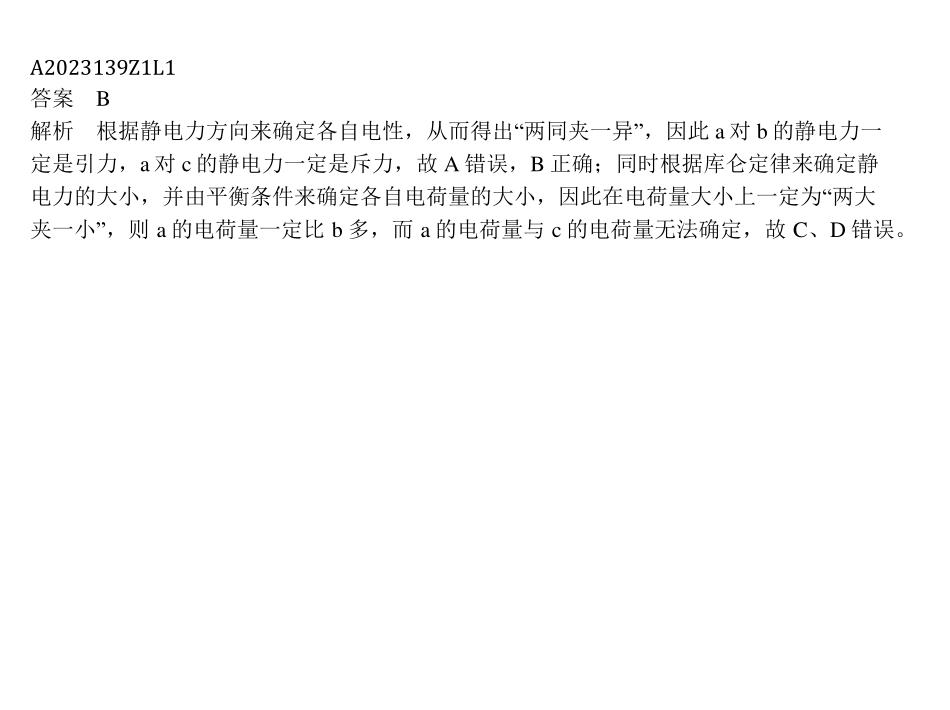 A2023139Z1L1
答案　B
解析　根据静电力方向来确定各自电性，从而得出“两同夹一异”，因此 a 对 b 的静电力一
定是引力，a 对 c 的静电力一定是斥力，故 A 错误，B 正确；同时根据库仑定律来确定静
电力的大小，并由平衡条件来确定各自电荷量的大小，因此在电荷量大小上一定为“两大
夹一小”，则 a 的电荷量一定比 b 多，而 a 的电荷量与 c 的电荷量无法确定，故 C、D 错误。